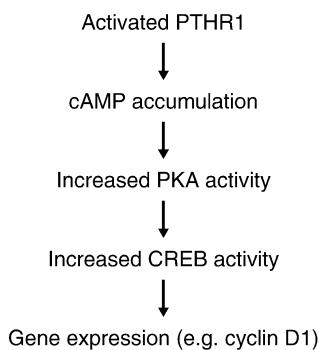 Activated PTHR1
cAMP accumulation
Increased PKA activity
Increased CREB activity
Gene expression (e.g. cyclin D1)